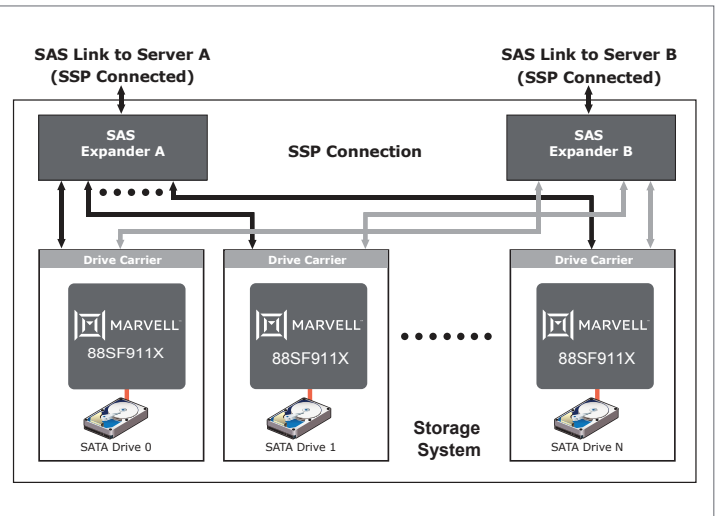 SAS Link to Server A
(SSP Connected)
SAS Link to Server B
(SSP Connected)
SAS
Expander A
SSP Connection
SAS
Expander B
Drive Carrier
Drive Carrier
Drive Carrier
MARVELL
88SF911X
MARVELL
88SF911X
MARVELL
88SF911X
SATA Drive 0
SATA Drive 1
Storage
System
SATA Drive N